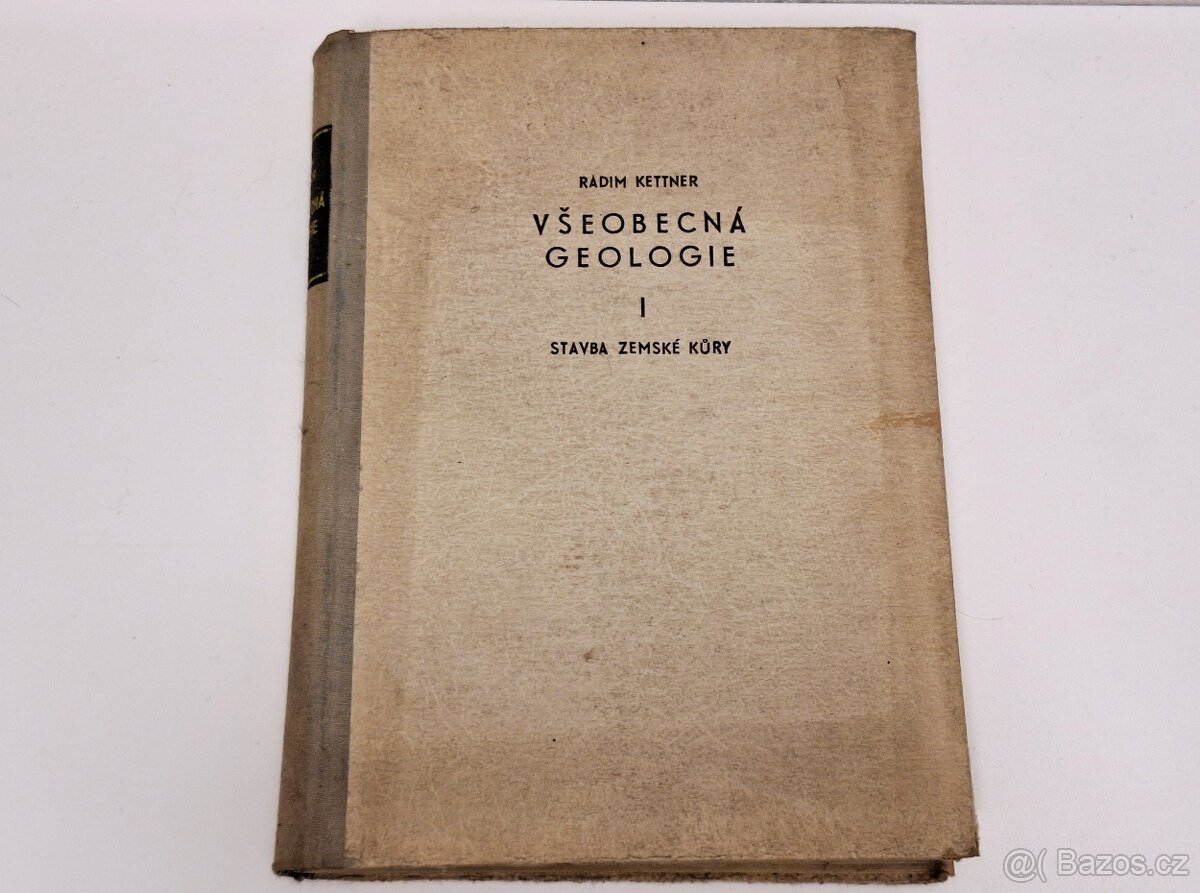 RADIM KETTNER
VŠEOBECNÁ
GEOLOGIE
I
STAVBA ZEMSKÉ KŮRY
@( Bazos.cz